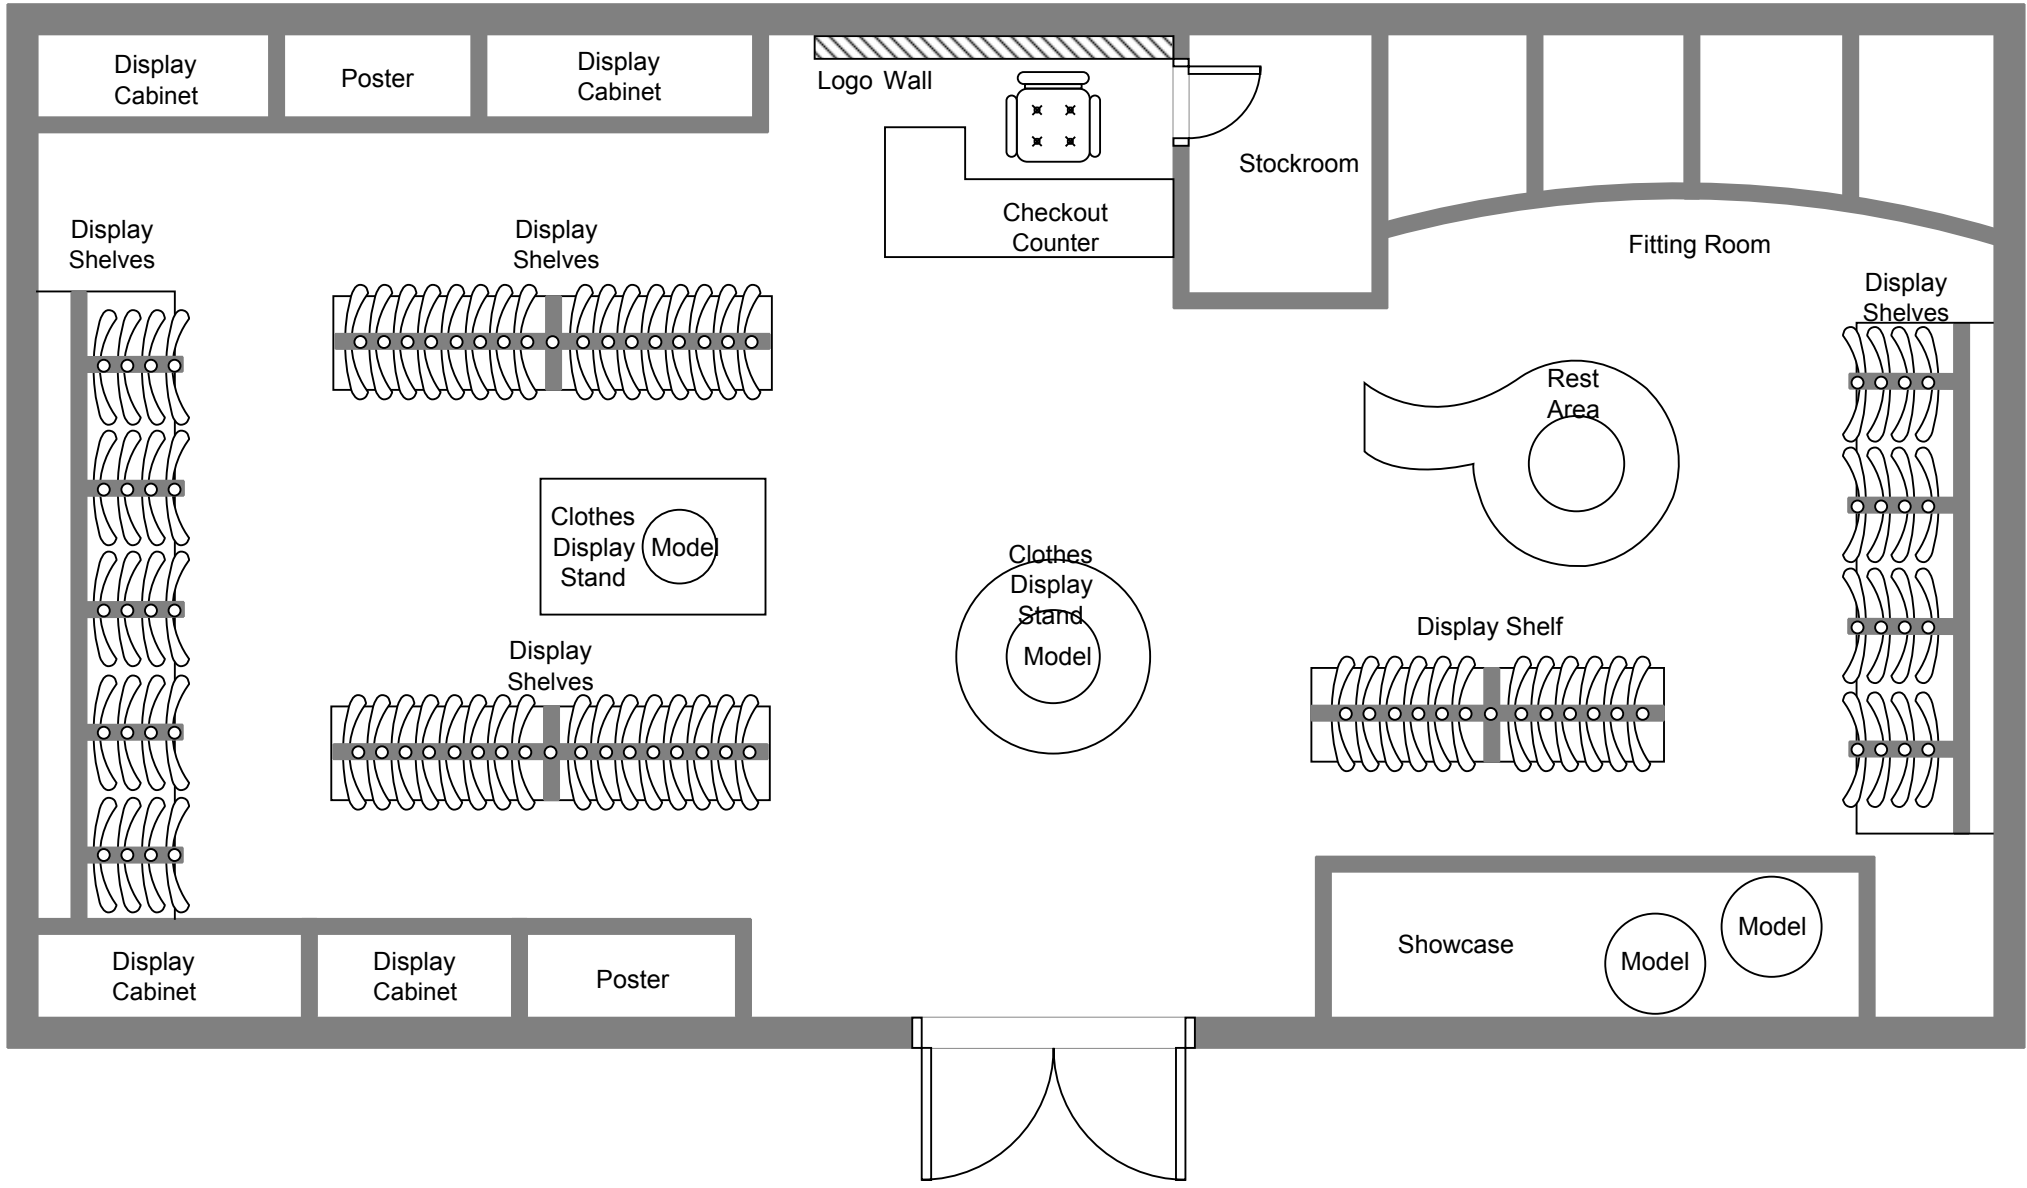 Display
Cabinet
Poster
Display
Cabinet
Logo Wall
Stockroom
Checkout
Counter
Fitting Room
Display
Shelves
Display
Shelves
Display
Shelves
Rest
Area
Clothes
Display
Stand
Model
Clothes
Display
Stand
Model
Display Shelf
Display
Shelves
Display
Cabinet
Display
Cabinet
Poster
Showcase
Model
Model